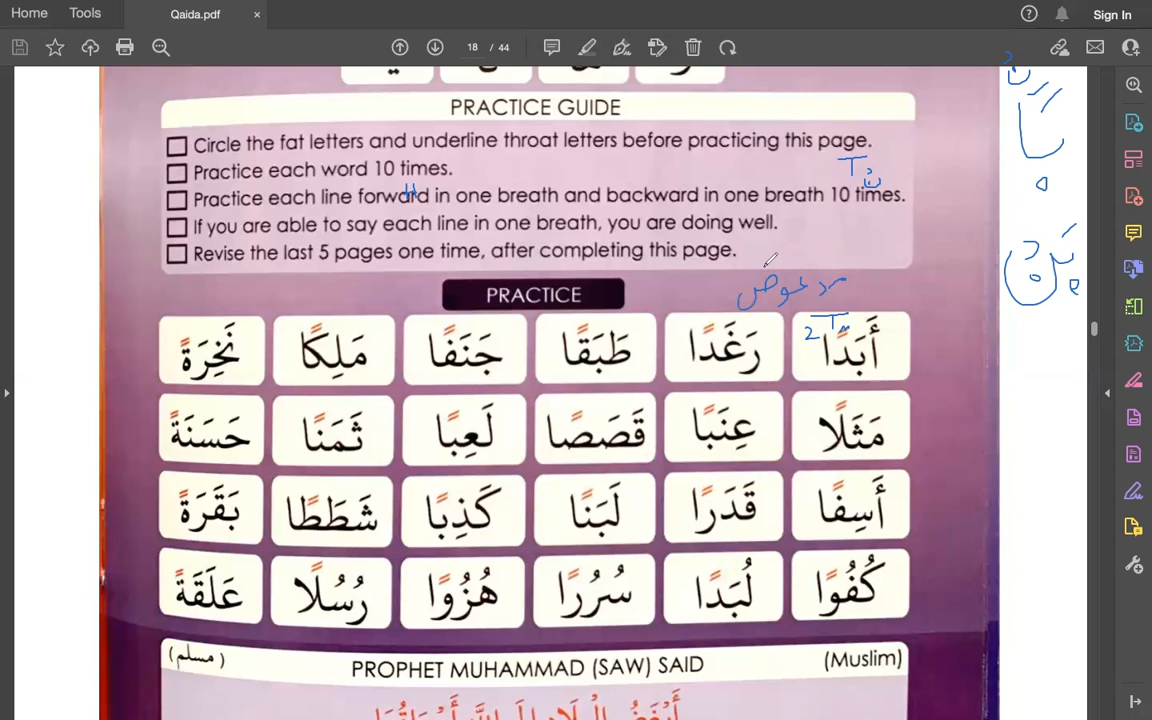 Home Tools Qaida.pdf × Sign In
18 / 44
PRACTICE GUIDE
Circle the fat letters and underline throat letters before practicing this page.
Practice each word 10 times.
Practice each line forward in one breath and backward in one breath 10 times.
If you are able to say each line in one breath, you are doing well.
Revise the last 5 pages one time, after completing this page.
PRACTICE
أَبَدًا رَغَدًا طَبَقًا جَنَفًا مَلِكًا نَخِرَةً
مَثَلًا عِنَبًا قَصَصًا لَعِبًا ثَمَنًا حَسَنَةً
أَسِفًا قَدَرًا لَبَنًا كَذِبًا شَطَطًا بَقَرَةً
كُفُوًا لُبَدًا سُرُرًا هُزُوًا رُسُلًا عَلَقَةً
(مسلم) PROPHET MUHAMMAD (SAW) SAID (Muslim)